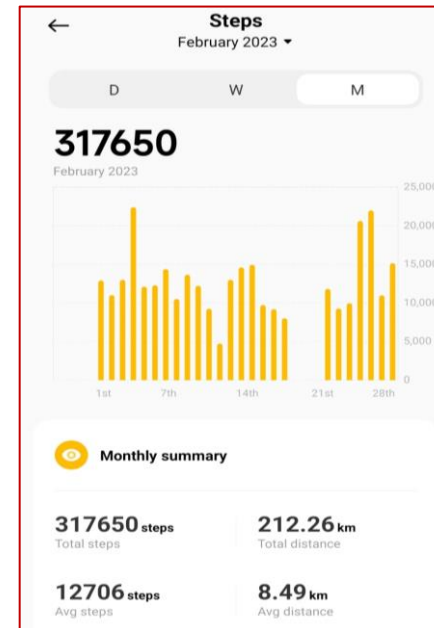 Steps
February 2023
D W M
317650
February 2023
25,000
20,000
15,000
10,000
5,000
0
1st 7th 14th 21st 28th
Monthly summary
317650 steps 212.26 km
Total steps Total distance
12706 steps 8.49 km
Avg steps Avg distance